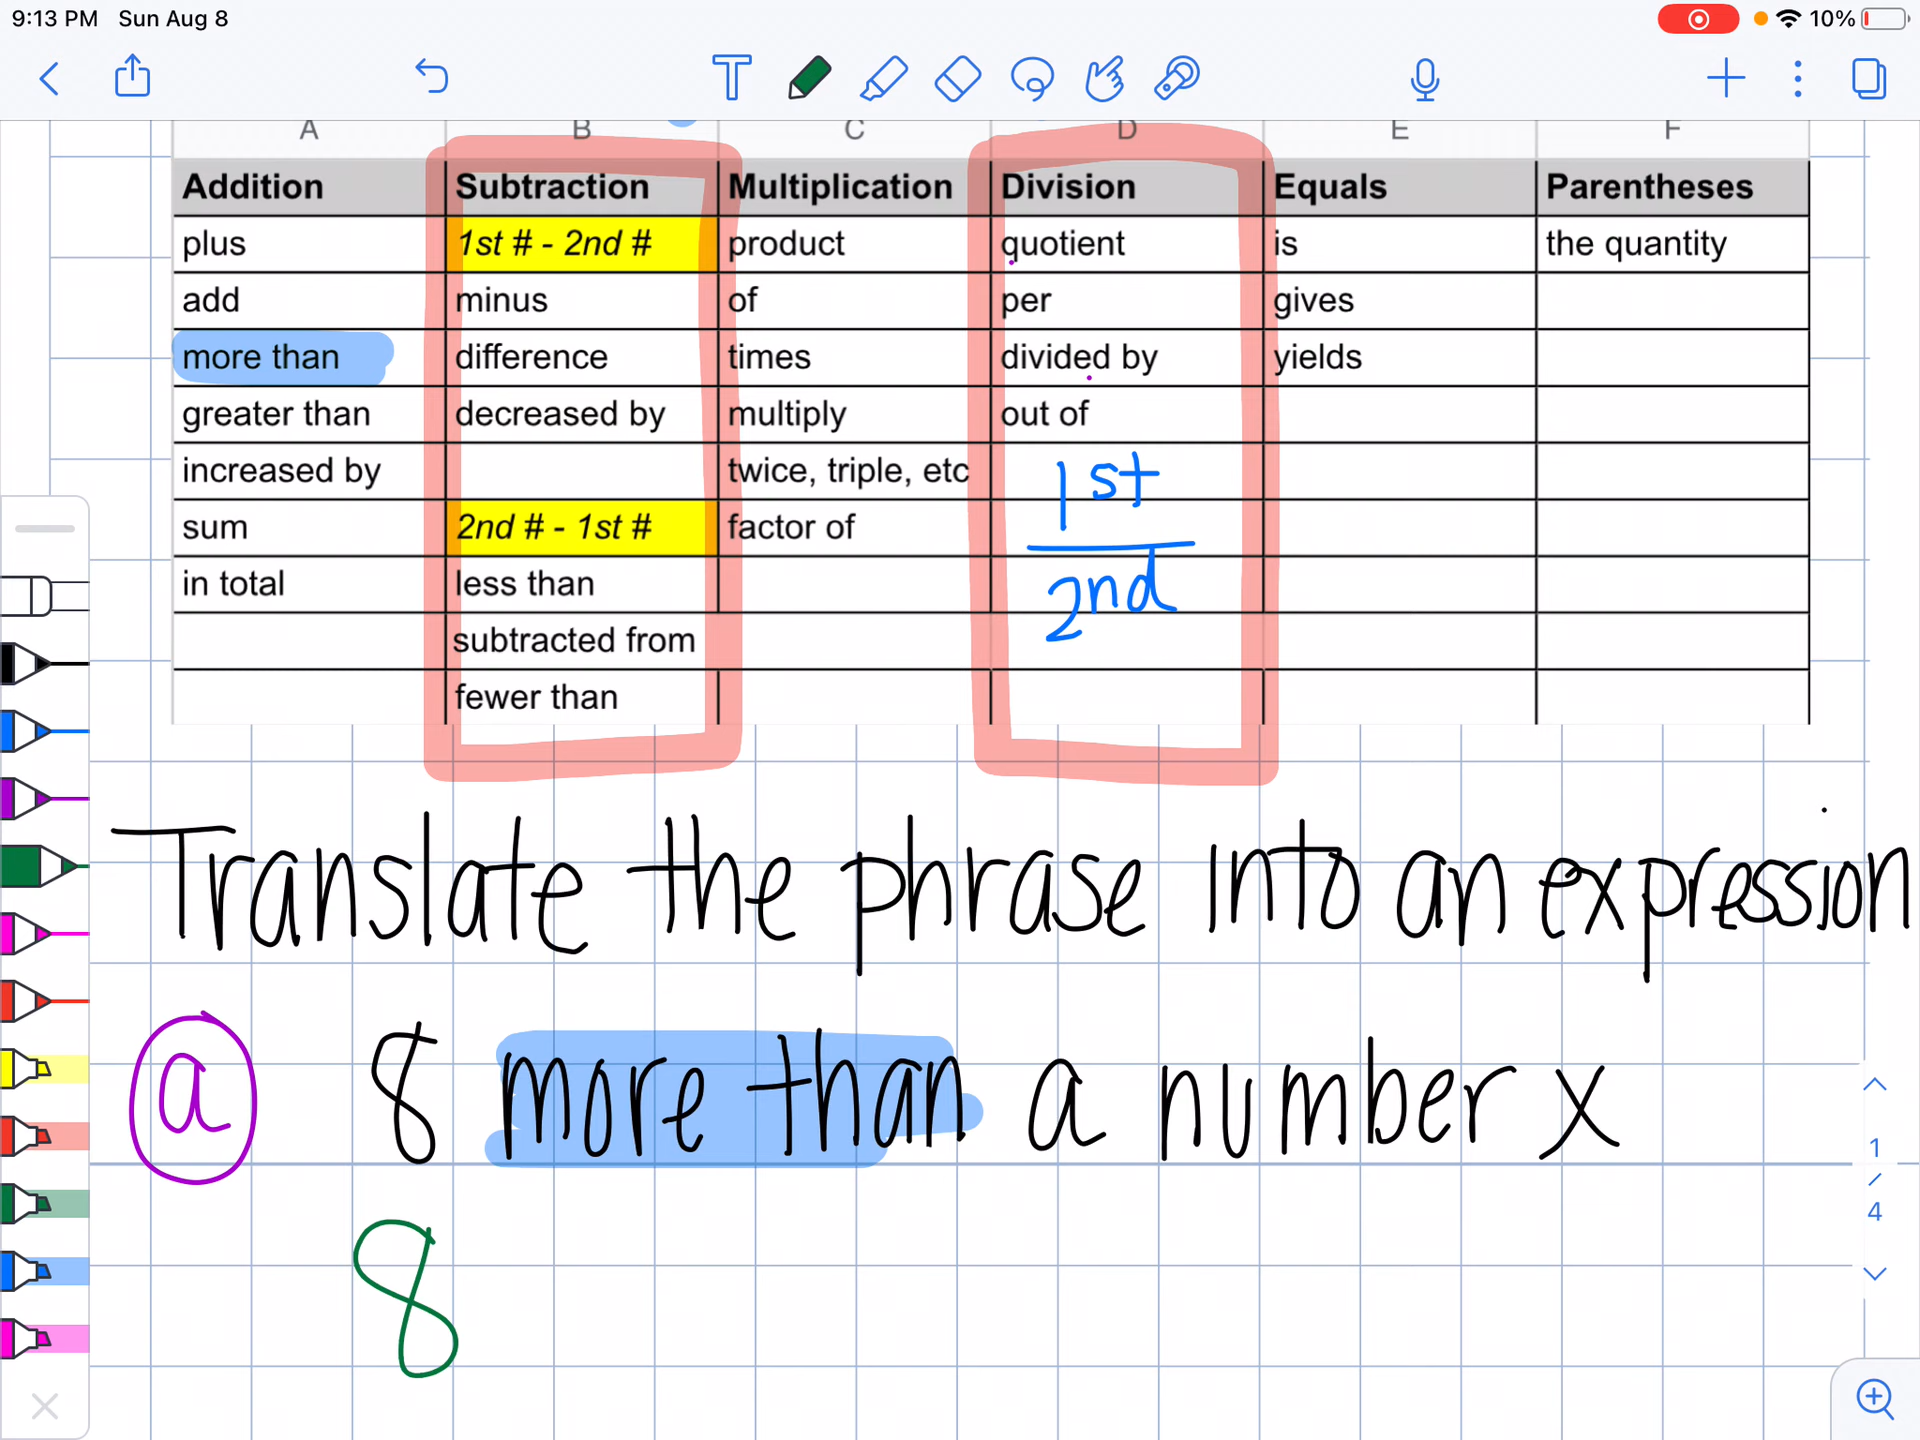 9:13 PM Sun Aug 8 10%
A B C D E F
Addition Subtraction Multiplication Division Equals Parentheses
plus 1st # - 2nd # product quotient is the quantity
add minus of per gives
more than difference times divided by yields
greater than decreased by multiply out of
increased by twice, triple, etc 1st
sum 2nd # - 1st # factor of
in total less than 2nd
subtracted from
fewer than
Translate the phrase into an expression
a 8 more than a number x
8
1
/
4